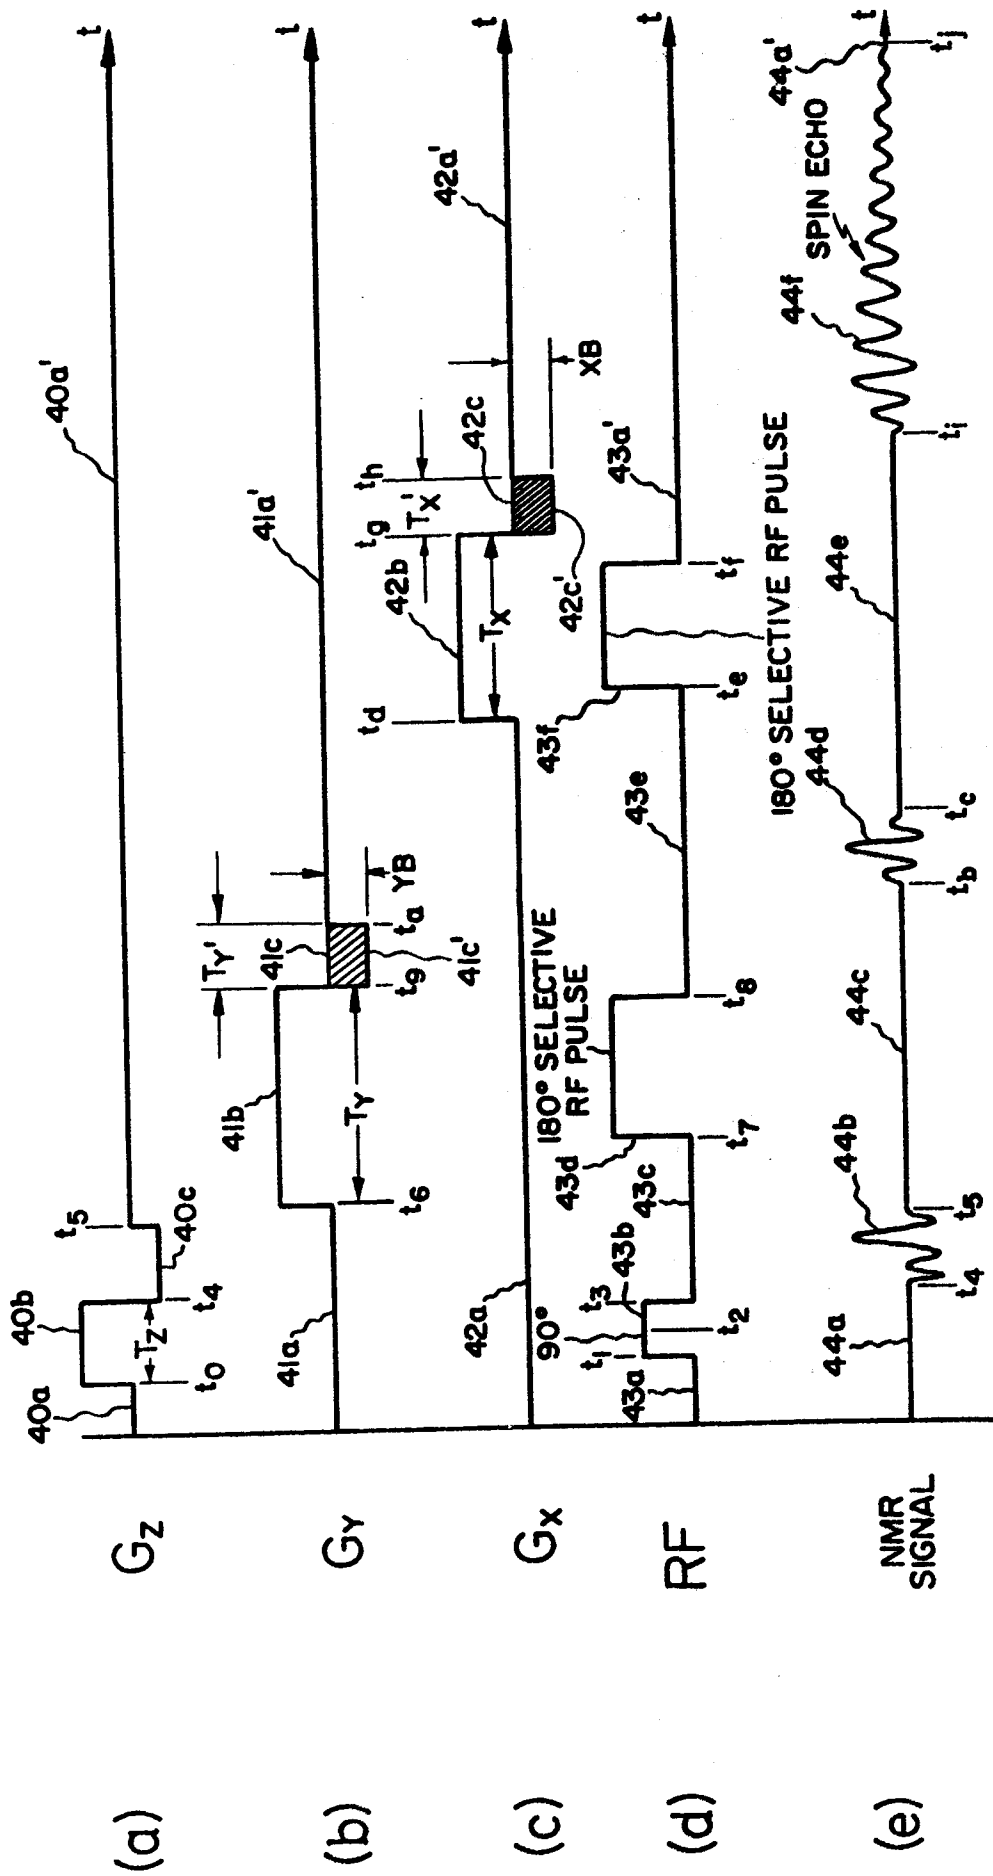 (a)
GZ
40a
40b
TZ
t0
t4
40c
t5
40a'
t
(b)
GY
41a
t6
41b
TY
TY'
t9
41c
41c'
ta
YB
41a'
t
(c)
GX
42a
td
42b
TX
tg
TX'
th
42c
42c'
XB
42a'
t
(d)
RF
43a
t1
90°
t2
t3
43b
43c
43d
t7
180° SELECTIVE
RF PULSE
t8
43e
43f
te
tf
180° SELECTIVE RF PULSE
43a'
t
(e)
NMR
SIGNAL
44a
t4
44b
t5
44c
tb
44d
tc
44e
ti
44f
SPIN ECHO
44a'
tj
t